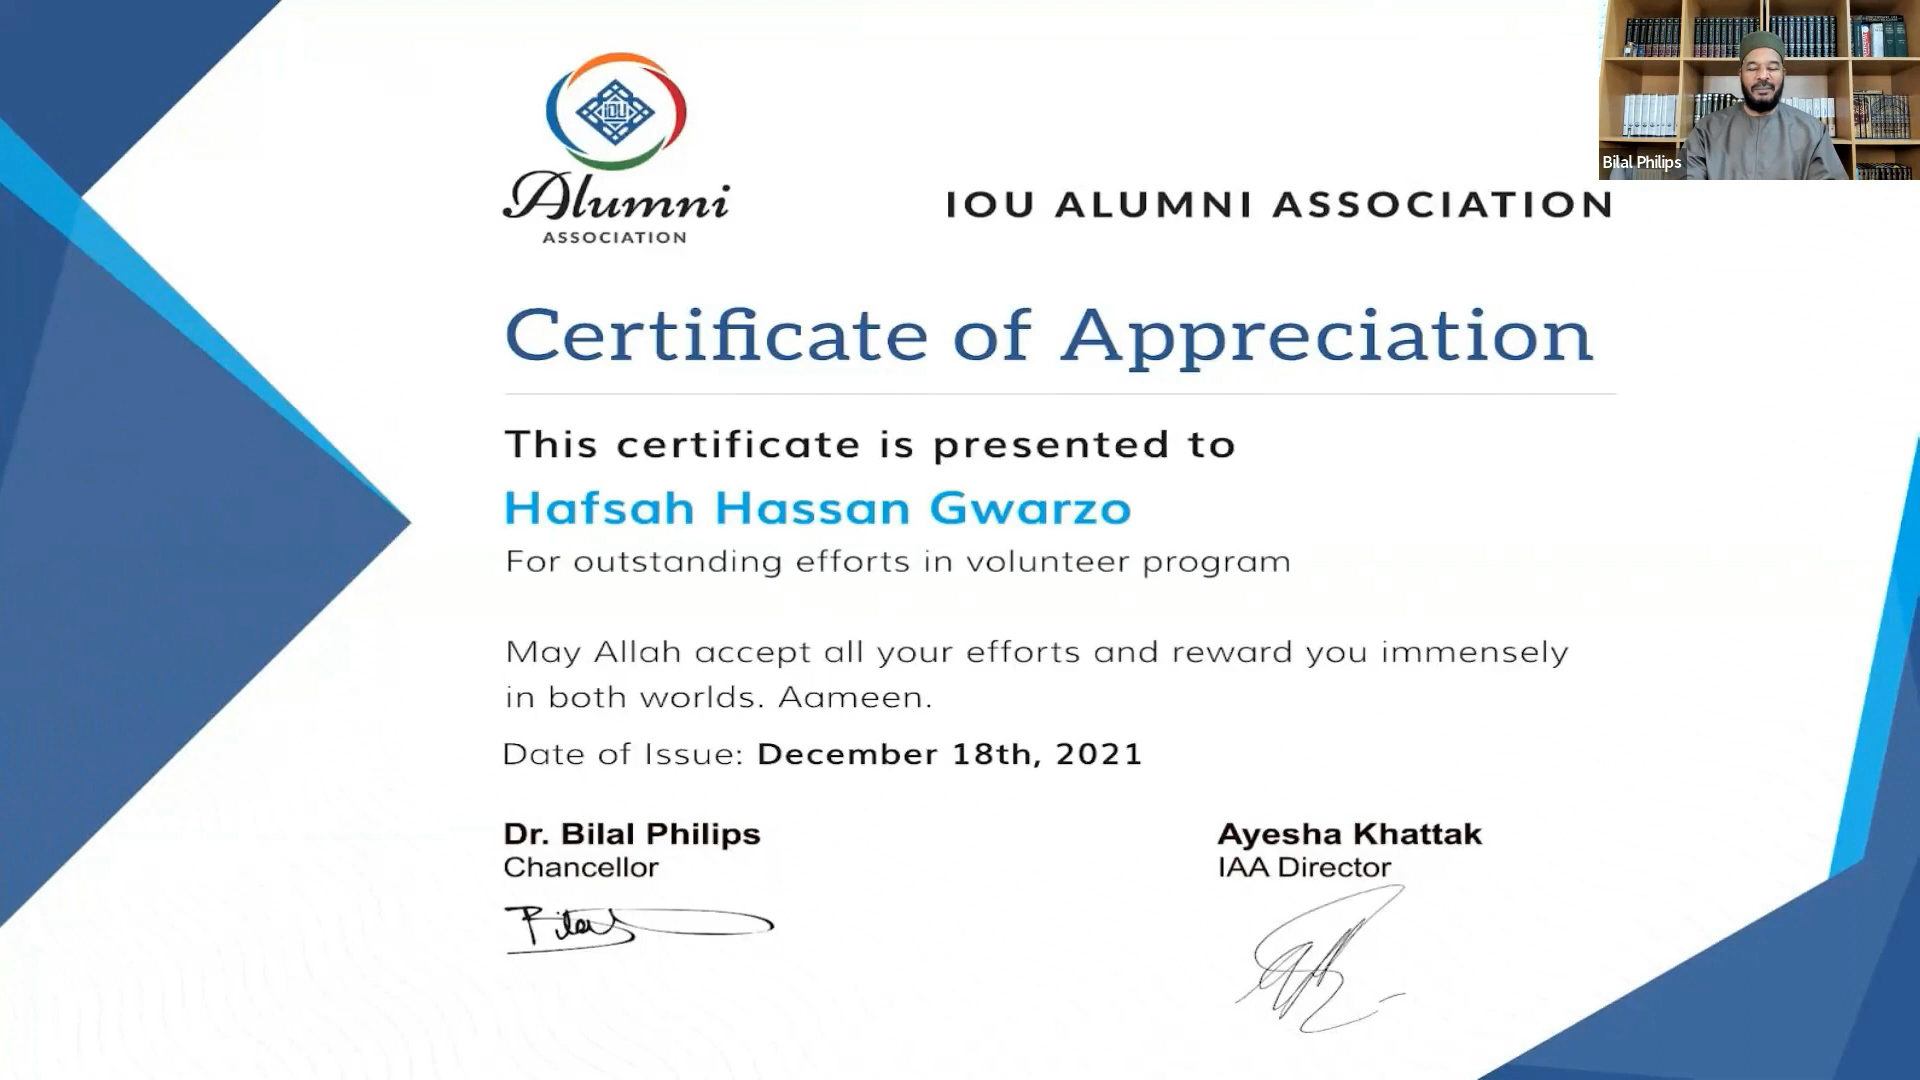 IOU
Alumni
ASSOCIATION
IOU ALUMNI ASSOCIATION
Bilal Philips
Certificate of Appreciation
This certificate is presented to
Hafsah Hassan Gwarzo
For outstanding efforts in volunteer program
May Allah accept all your efforts and reward you immensely
in both worlds. Aameen.
Date of Issue: December 18th, 2021
Dr. Bilal Philips
Chancellor
Ayesha Khattak
IAA Director
Bilal